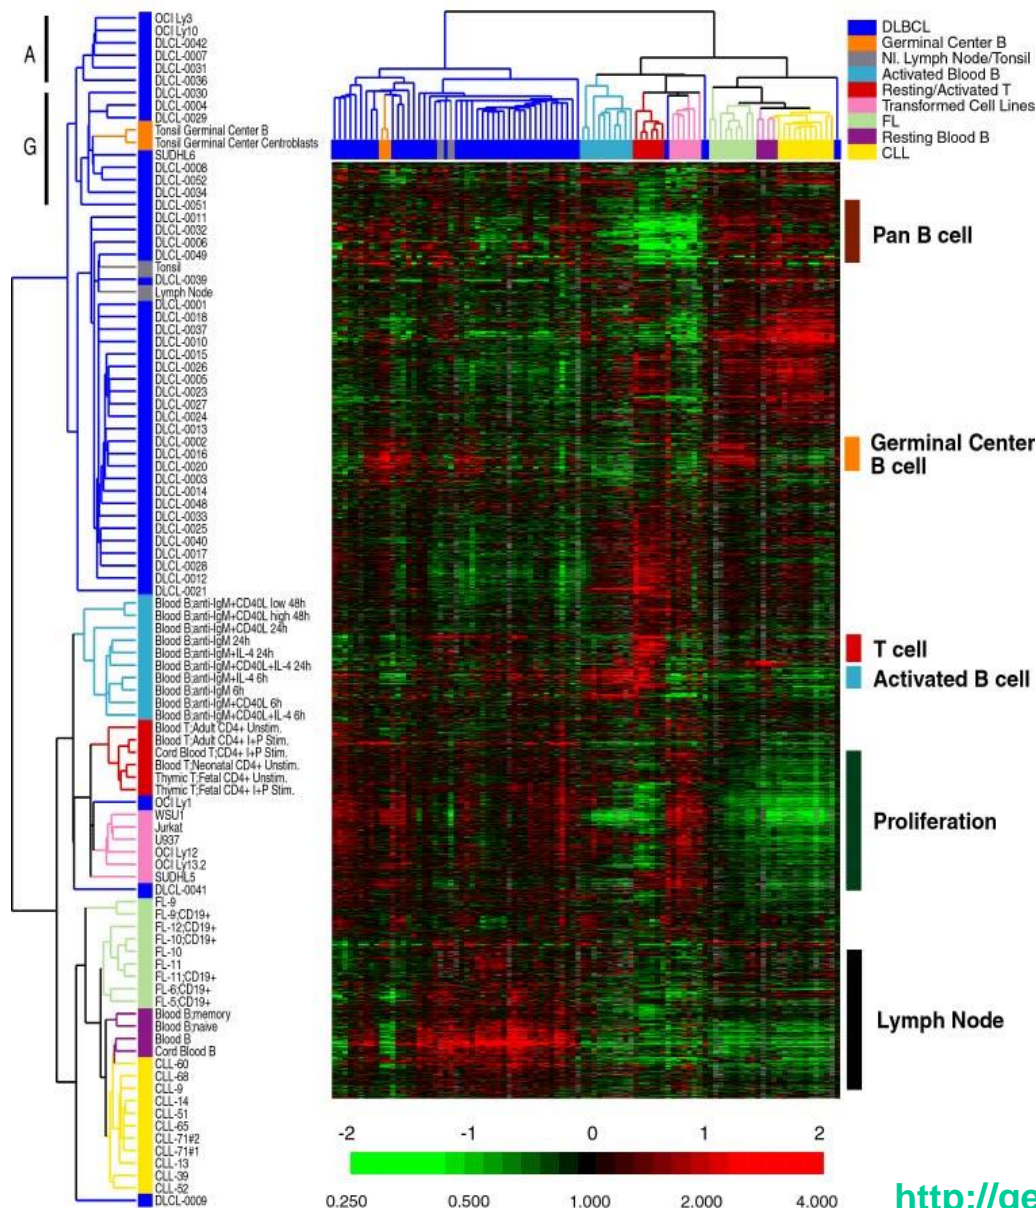 OCI Ly3
OCI Ly10
DLCL-0042
DLCL-0007
DLCL-0031
DLCL-0036
DLCL-0030
DLCL-0004
DLCL-0029
Tonsil Germinal Center B
Tonsil Germinal Center Centroblasts
SUDHL6
DLCL-0008
DLCL-0052
DLCL-0034
DLCL-0051
DLCL-0011
DLCL-0032
DLCL-0006
DLCL-0049
Tonsil
DLCL-0039
Lymph Node
DLCL-0001
DLCL-0018
DLCL-0037
DLCL-0010
DLCL-0015
DLCL-0026
DLCL-0005
DLCL-0023
DLCL-0027
DLCL-0024
DLCL-0013
DLCL-0002
DLCL-0016
DLCL-0020
DLCL-0003
DLCL-0014
DLCL-0048
DLCL-0033
DLCL-0025
DLCL-0040
DLCL-0017
DLCL-0028
DLCL-0012
DLCL-0021
Blood B;anti-IgM+CD40L low 48h
Blood B;anti-IgM+CD40L high 48h
Blood B;anti-IgM+CD40L 24h
Blood B;anti-IgM 24h
Blood B;anti-IgM+IL-4 24h
Blood B;anti-IgM+CD40L+IL-4 24h
Blood B;anti-IgM+IL-4 6h
Blood B;anti-IgM 6h
Blood B;anti-IgM+CD40L 6h
Blood B;anti-IgM+CD40L+IL-4 6h
Blood T;Adult CD4+ Unstim.
Blood T;Adult CD4+ I+P Stim.
Cord Blood T;CD4+ I+P Stim.
Blood T;Neonatal CD4+ Unstim.
Thymic T;Fetal CD4+ Unstim.
Thymic T;Fetal CD4+ I+P Stim.
OCI Ly1
WSU1
Jurkat
U937
OCI Ly12
OCI Ly13.2
SUDHL5
DLCL-0041
FL-9
FL-9;CD19+
FL-12;CD19+
FL-10;CD19+
FL-10
FL-11
FL-11;CD19+
FL-6;CD19+
FL-5;CD19+
Blood B;memory
Blood B;naive
Blood B
Cord Blood B
CLL-60
CLL-68
CLL-9
CLL-14
CLL-51
CLL-65
CLL-71#2
CLL-71#1
CLL-13
CLL-39
CLL-52
DLCL-0009
A
G
DLBCL
Germinal Center B
Nl. Lymph Node/Tonsil
Activated Blood B
Resting/Activated T
Transformed Cell Lines
FL
Resting Blood B
CLL
Pan B cell
Germinal Center
B cell
T cell
Activated B cell
Proliferation
Lymph Node
-2 -1 0 1 2
0.250 0.500 1.000 2.000 4.000
http://ge